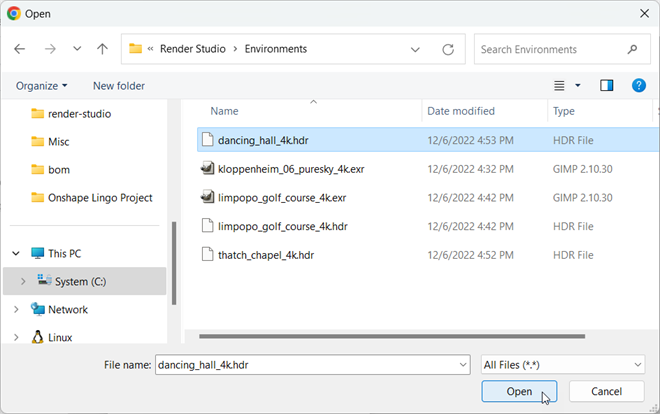 Open
« Render Studio > Environments
Search Environments
Organize
New folder
Name
Date modified
Type
render-studio
Misc
bom
Onshape Lingo Project
This PC
System (C:)
Network
Linux
dancing_hall_4k.hdr 12/6/2022 4:53 PM HDR File
kloppenheim_06_puresky_4k.exr 12/6/2022 4:32 PM GIMP 2.10.30
limpopo_golf_course_4k.exr 12/6/2022 4:42 PM GIMP 2.10.30
limpopo_golf_course_4k.hdr 12/6/2022 4:42 PM HDR File
thatch_chapel_4k.hdr 12/6/2022 4:52 PM HDR File
File name: dancing_hall_4k.hdr
All Files (*.*)
Open
Cancel